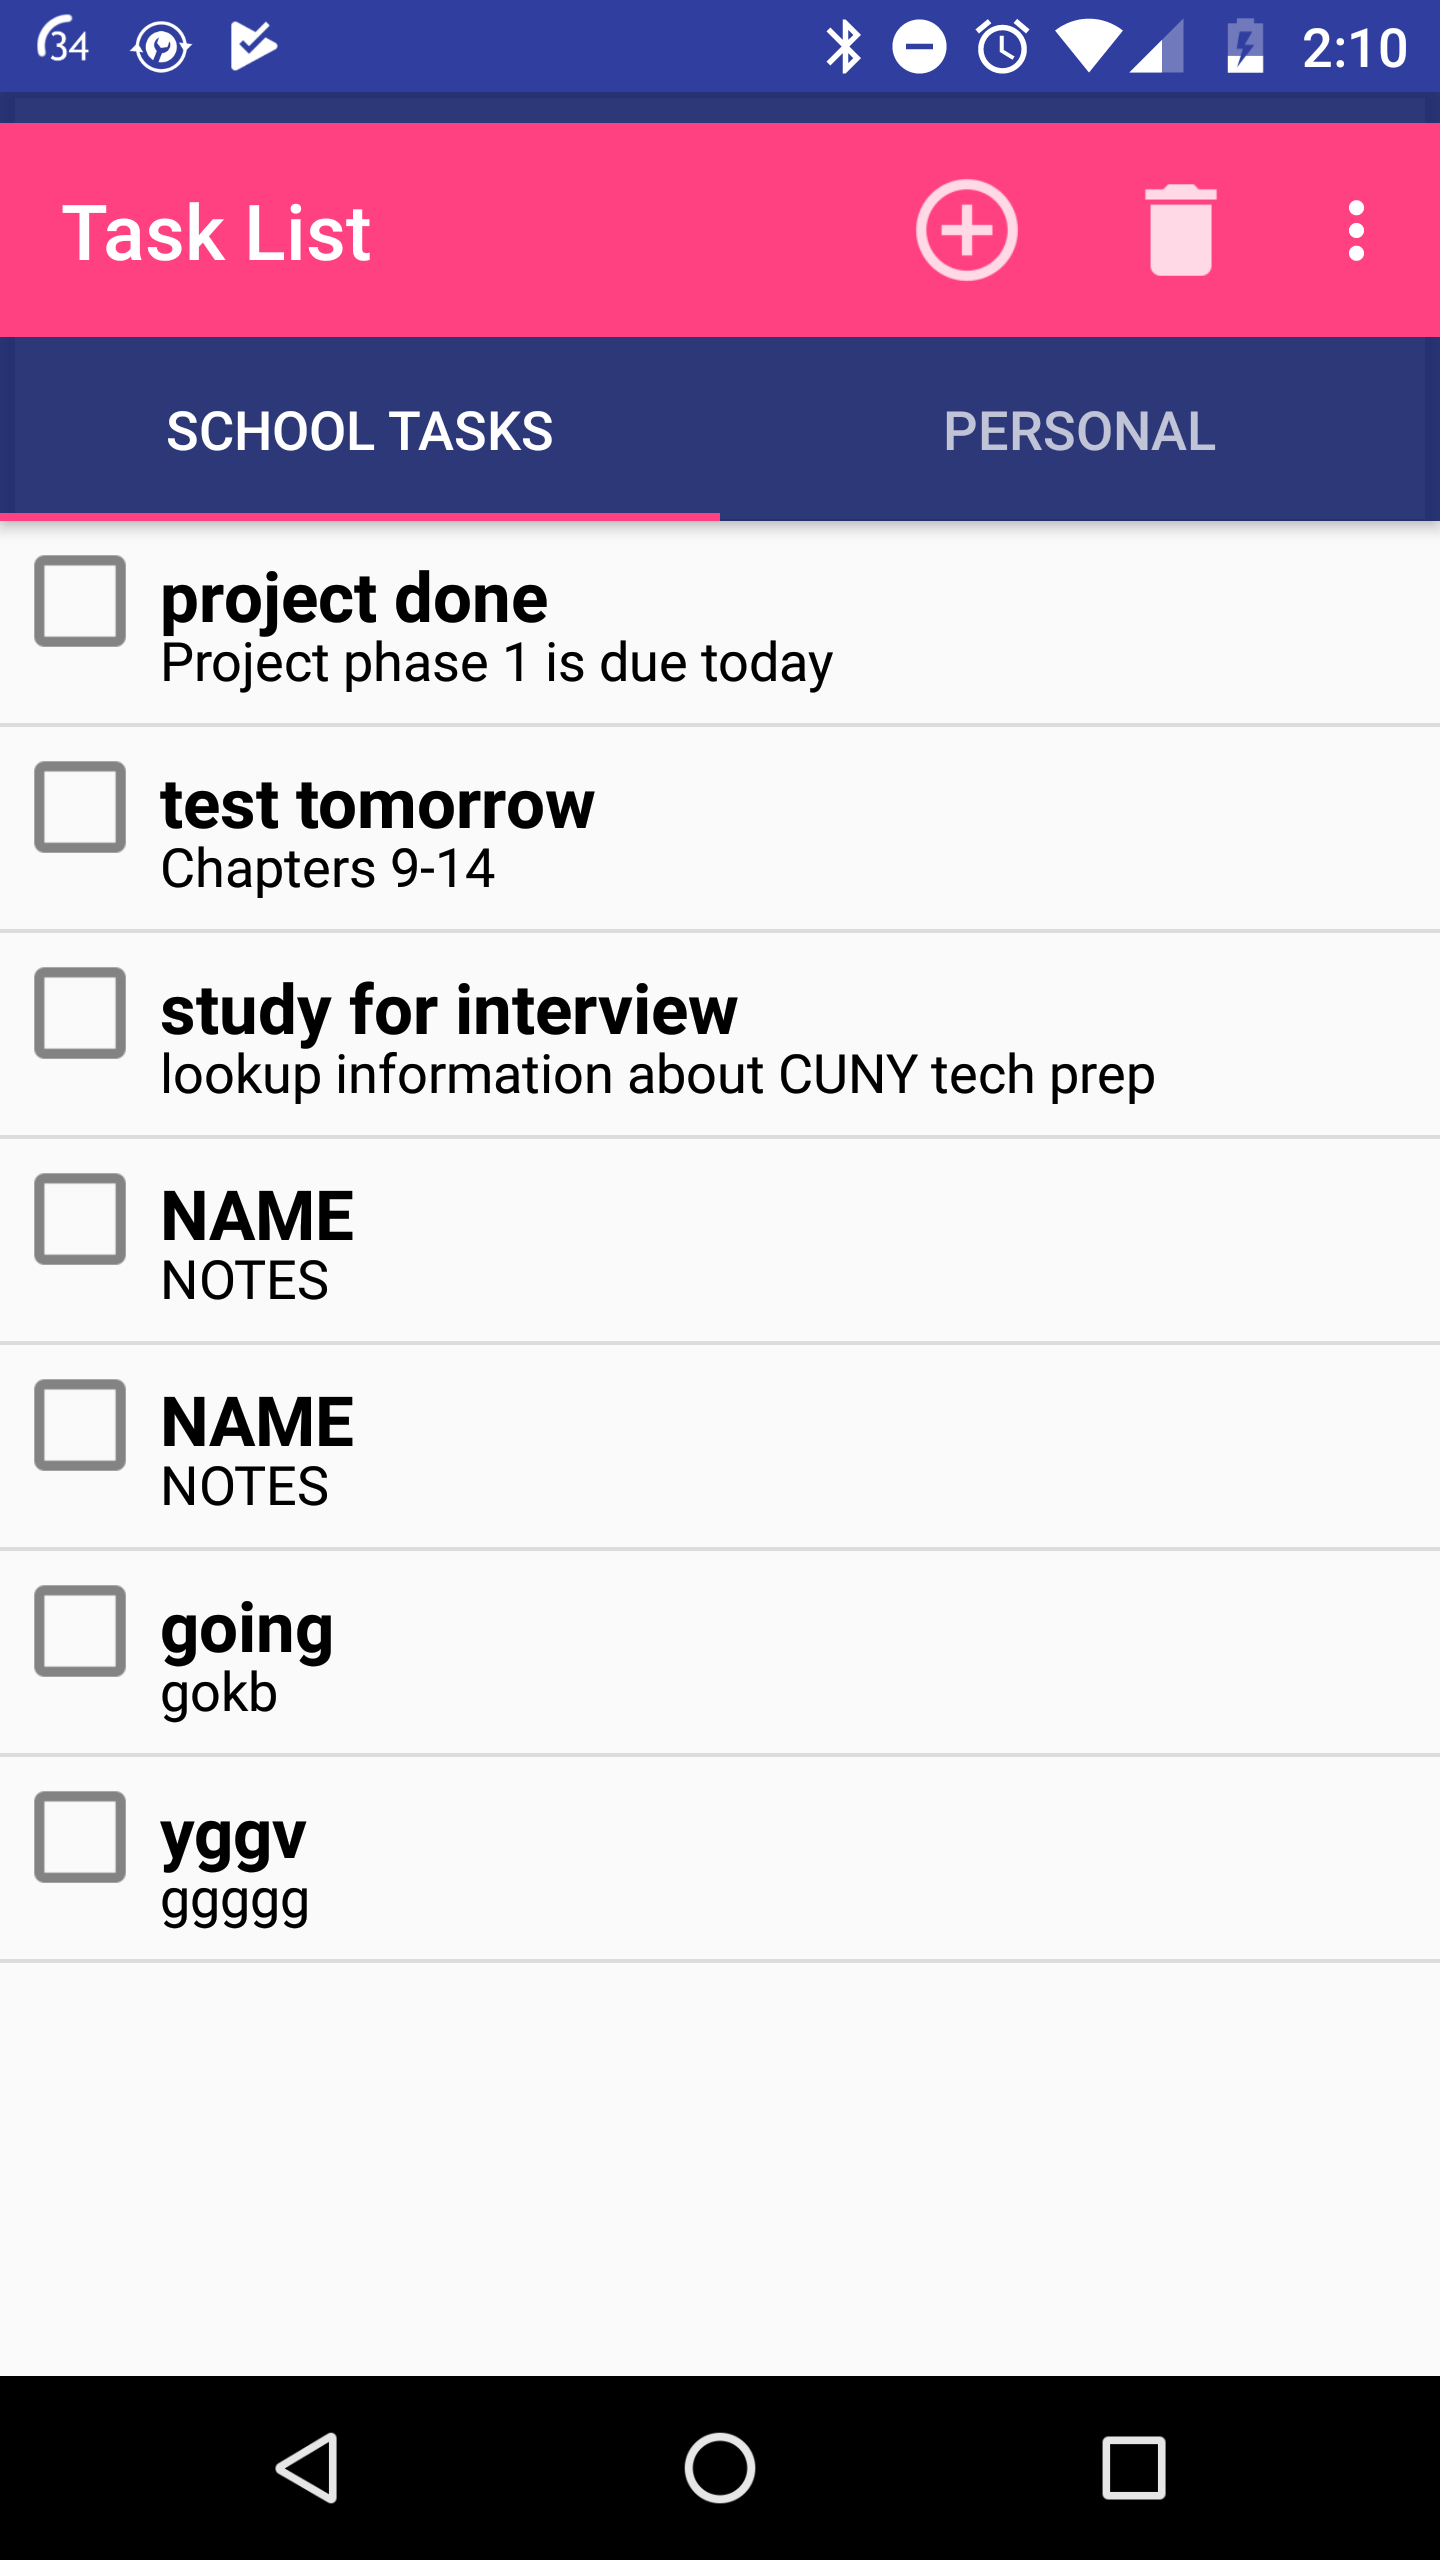 34
2:10
Task List
SCHOOL TASKS
PERSONAL
project done
Project phase 1 is due today
test tomorrow
Chapters 9-14
study for interview
lookup information about CUNY tech prep
NAME
NOTES
NAME
NOTES
going
gokb
yggv
ggggg